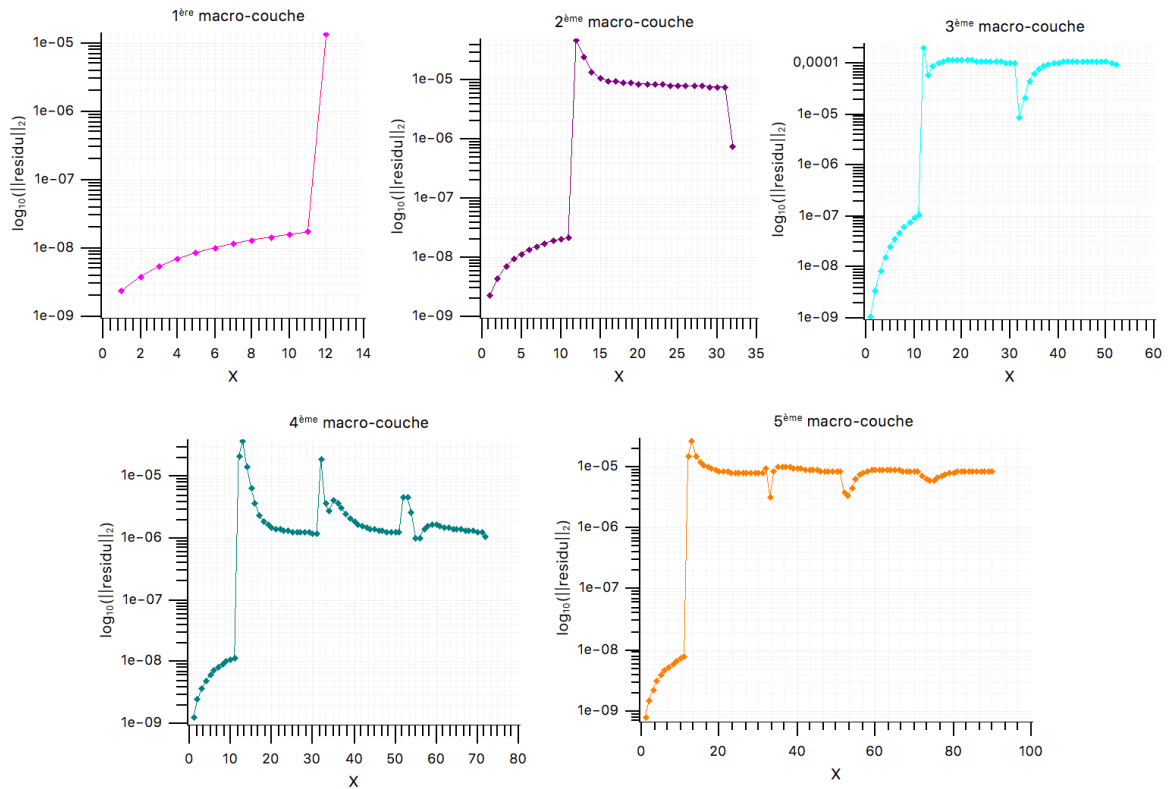 1ère macro-couche
log₁₀(||residu||₂)
1e-05
1e-06
1e-07
1e-08
1e-09
0 2 4 6 8 10 12 14
X
2ème macro-couche
log₁₀(||residu||₂)
1e-05
1e-06
1e-07
1e-08
1e-09
0 5 10 15 20 25 30 35
X
3ème macro-couche
log₁₀(||residu||₂)
0,0001
1e-05
1e-06
1e-07
1e-08
1e-09
0 10 20 30 40 50 60
X
4ème macro-couche
log₁₀(||residu||₂)
1e-05
1e-06
1e-07
1e-08
1e-09
0 10 20 30 40 50 60 70 80
X
5ème macro-couche
log₁₀(||residu||₂)
1e-05
1e-06
1e-07
1e-08
1e-09
0 20 40 60 80 100
X